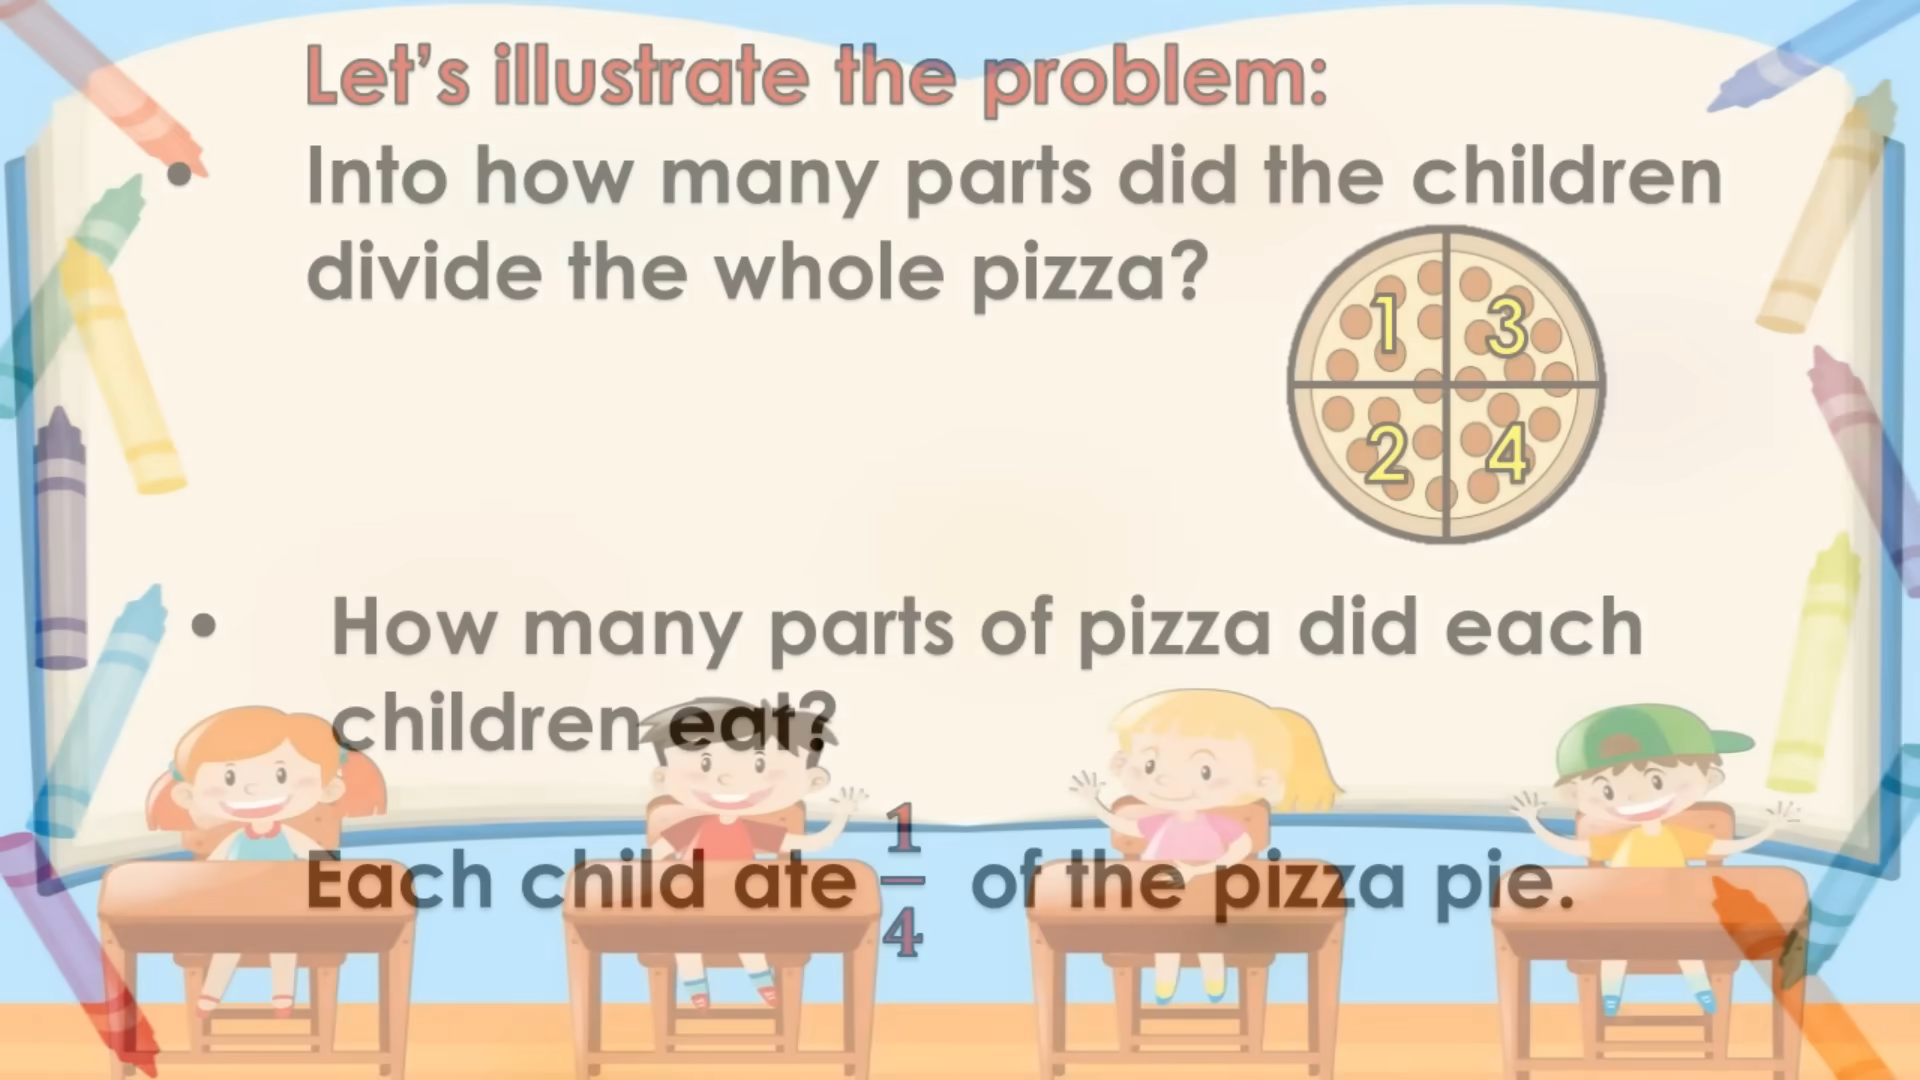 Let's illustrate the problem:
• Into how many parts did the children
divide the whole pizza?
1 3
2 4
• How many parts of pizza did each
children eat?
Each child ate 1/4 of the pizza pie.